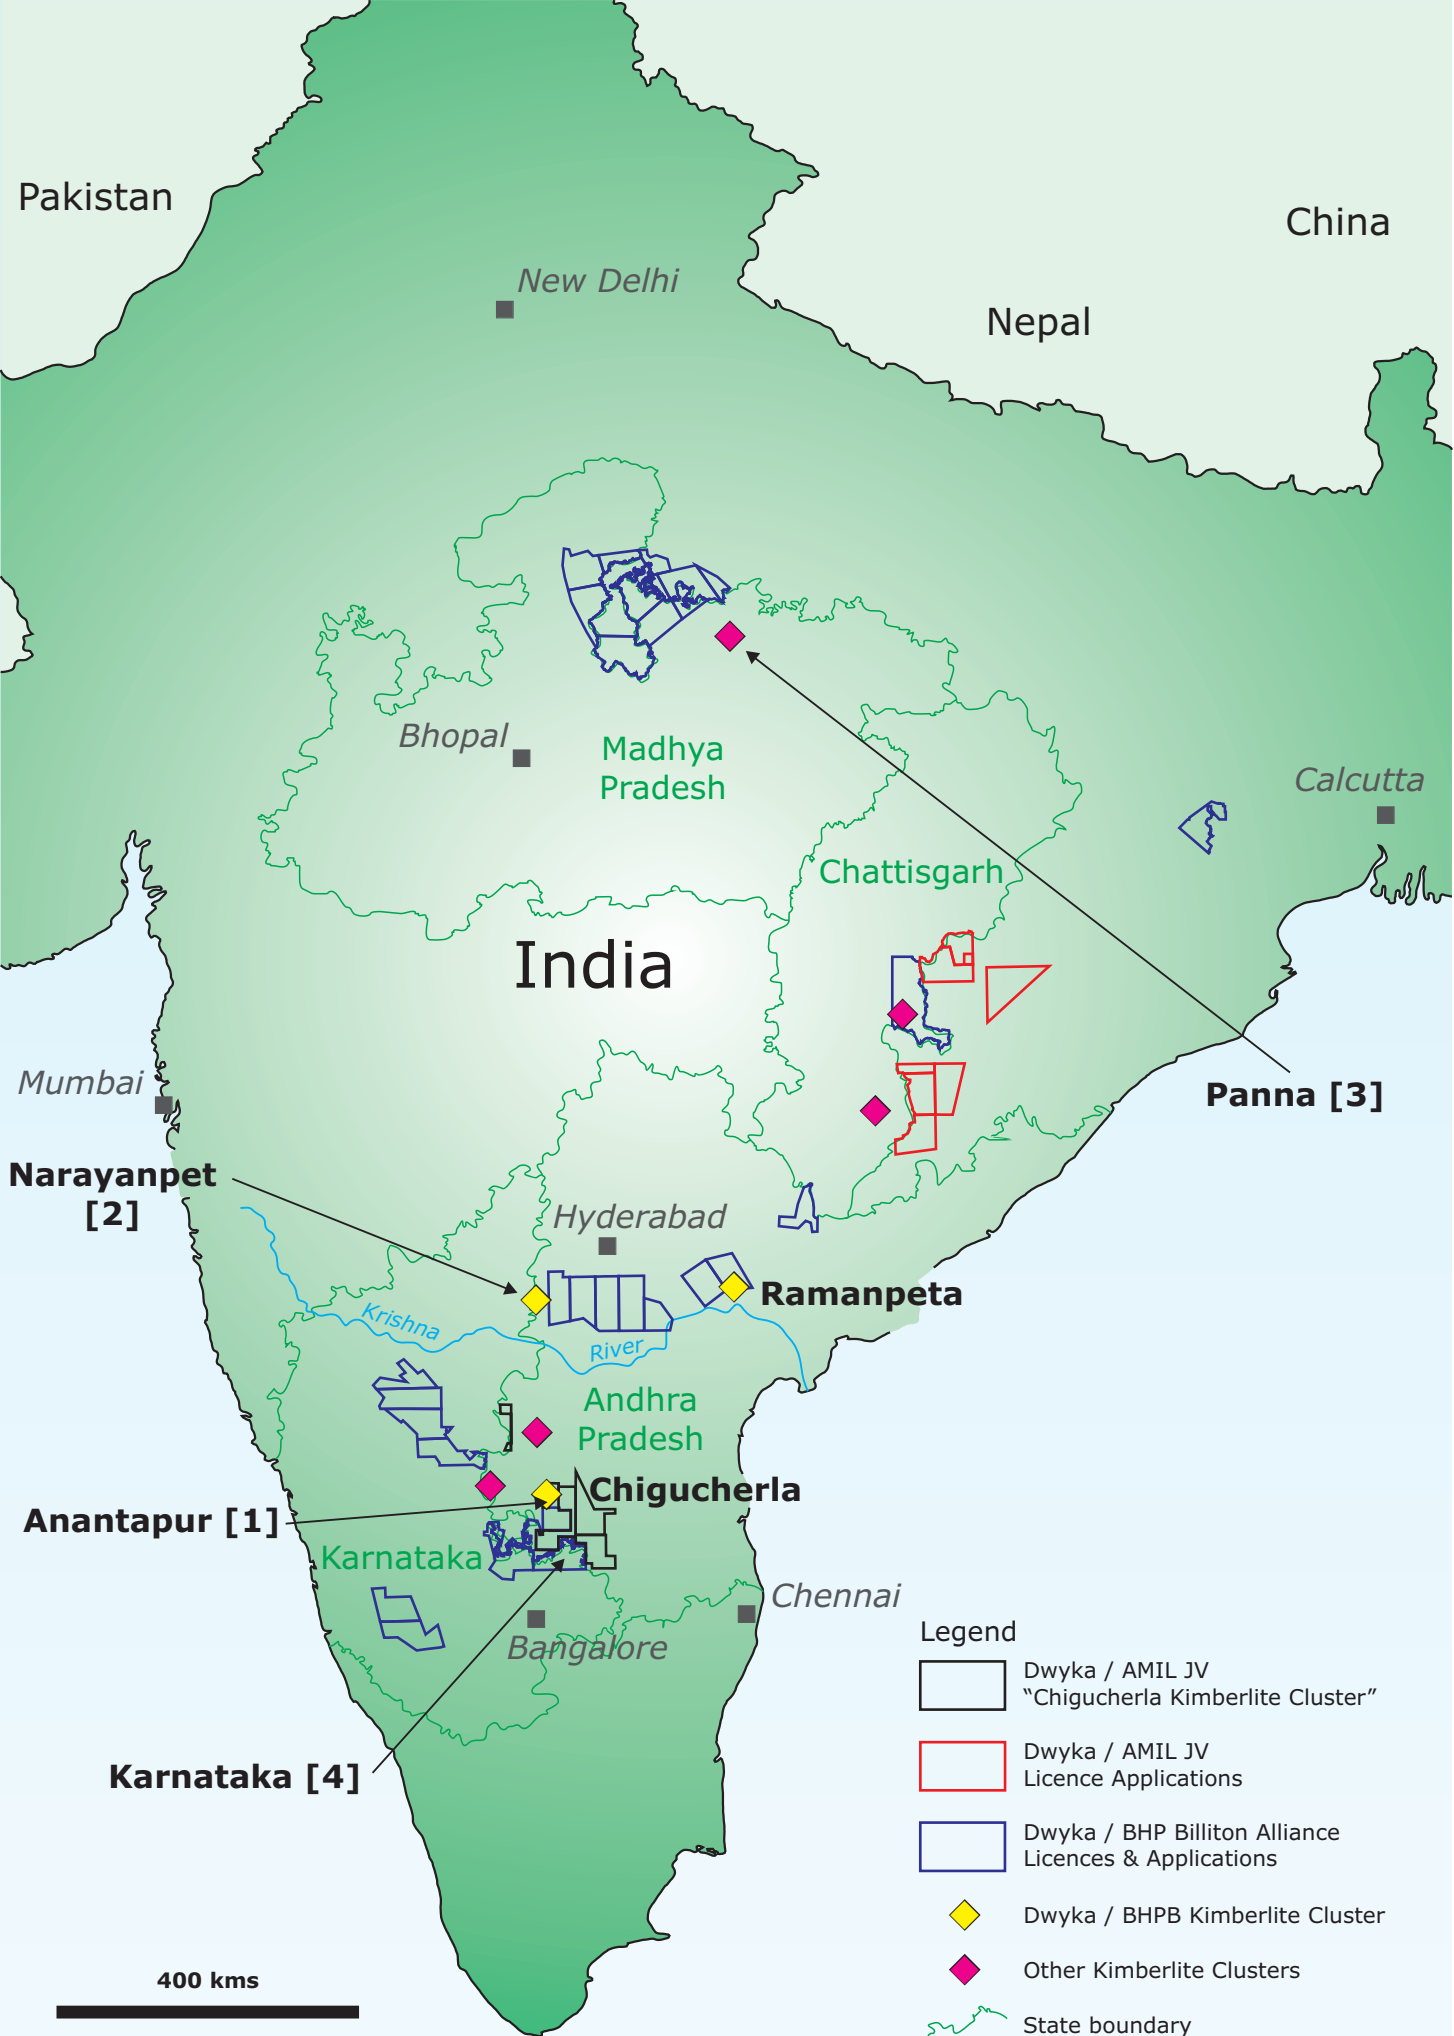 Pakistan
China
New Delhi
Nepal
Bhopal
Madhya
Pradesh
Calcutta
Chattisgarh
India
Mumbai
Panna [3]
Narayanpet
[2]
Hyderabad
Ramanpeta
Krishna
River
Andhra
Pradesh
Chigucherla
Anantapur [1]
Karnataka
Chennai
Bangalore
Karnataka [4]
Legend
Dwyka / AMIL JV
“Chigucherla Kimberlite Cluster”
Dwyka / AMIL JV
Licence Applications
Dwyka / BHP Billiton Alliance
Licences & Applications
Dwyka / BHPB Kimberlite Cluster
Other Kimberlite Clusters
State boundary
400 kms